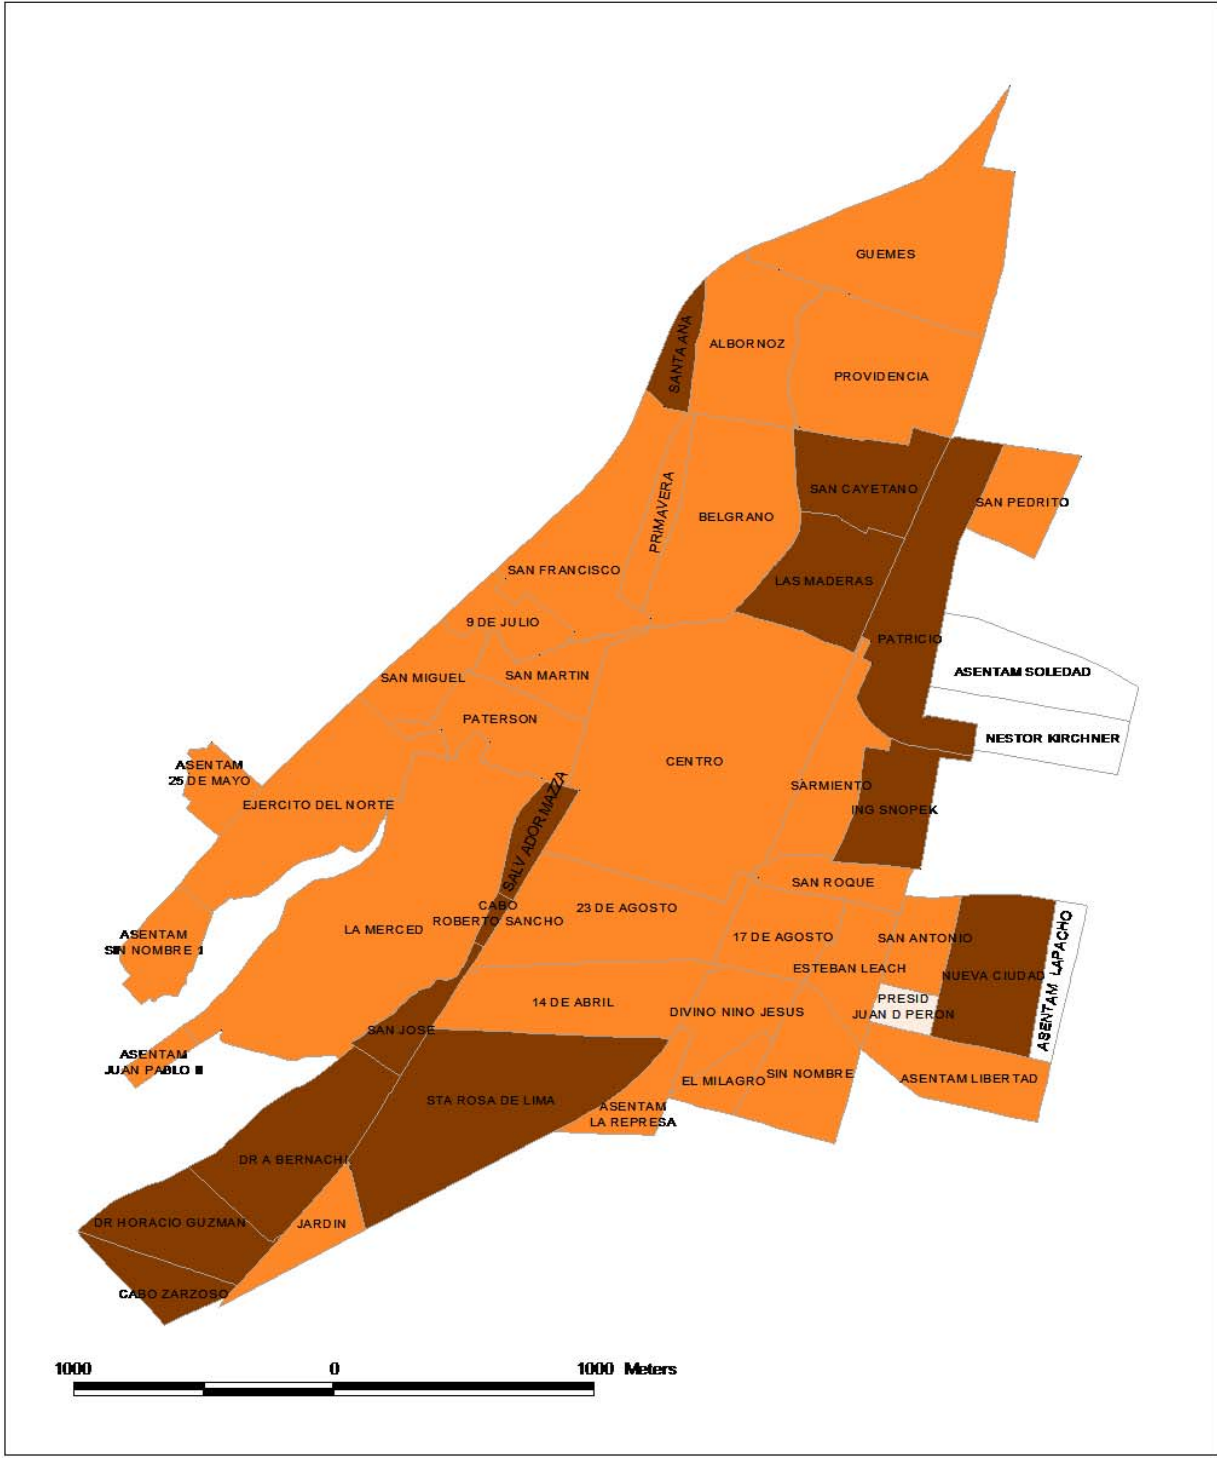 GUEMES
SANTA ANA
ALBORNOZ
PROVIDENCIA
SAN CAYETANO
SAN PEDRITO
PRIMAVERA
BELGRANO
SAN FRANCISCO
LAS MADERAS
9 DE JULIO
PATRICIO
SAN MIGUEL
SAN MARTIN
ASENTAM SOLEDAD
PATERSON
NESTOR KIRCHNER
ASENTAM
25 DE MAYO
CENTRO
EJERCITO DEL NORTE
SALVADOR MAZZA
SARMIENTO
ING SNOPEK
SAN ROQUE
CABO
ROBERTO SANCHO
23 DE AGOSTO
LA MERCED
ASENTAM
SIN NOMBRE 1
17 DE AGOSTO
SAN ANTONIO
ESTEBAN LEACH
NUEVA CIUDAD
ASENTAM LAPACHO
14 DE ABRIL
DIVINO NINO JESUS
PRESID
JUAN D PERON
SAN JOSE
ASENTAM
JUAN PABLO II
EL MILAGRO
SIN NOMBRE
ASENTAM LIBERTAD
STA ROSA DE LIMA
ASENTAM
LA REPRESA
DR A BERNACHI
DR HORACIO GUZMAN
JARDIN
CABO ZARZOSO
1000 0 1000 Meters